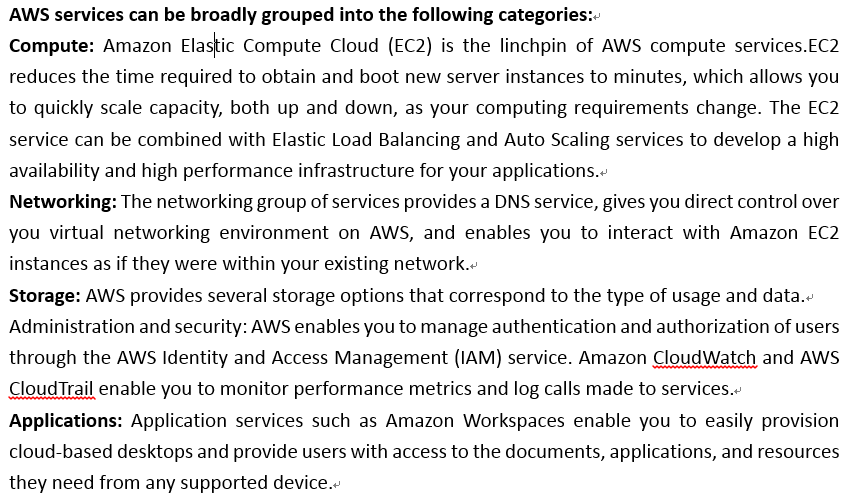 AWS services can be broadly grouped into the following categories:
Compute: Amazon Elastic Compute Cloud (EC2) is the linchpin of AWS compute services.EC2
reduces the time required to obtain and boot new server instances to minutes, which allows you
to quickly scale capacity, both up and down, as your computing requirements change. The EC2
service can be combined with Elastic Load Balancing and Auto Scaling services to develop a high
availability and high performance infrastructure for your applications.
Networking: The networking group of services provides a DNS service, gives you direct control over
you virtual networking environment on AWS, and enables you to interact with Amazon EC2
instances as if they were within your existing network.
Storage: AWS provides several storage options that correspond to the type of usage and data.
Administration and security: AWS enables you to manage authentication and authorization of users
through the AWS Identity and Access Management (IAM) service. Amazon CloudWatch and AWS
CloudTrail enable you to monitor performance metrics and log calls made to services.
Applications: Application services such as Amazon Workspaces enable you to easily provision
cloud-based desktops and provide users with access to the documents, applications, and resources
they need from any supported device.